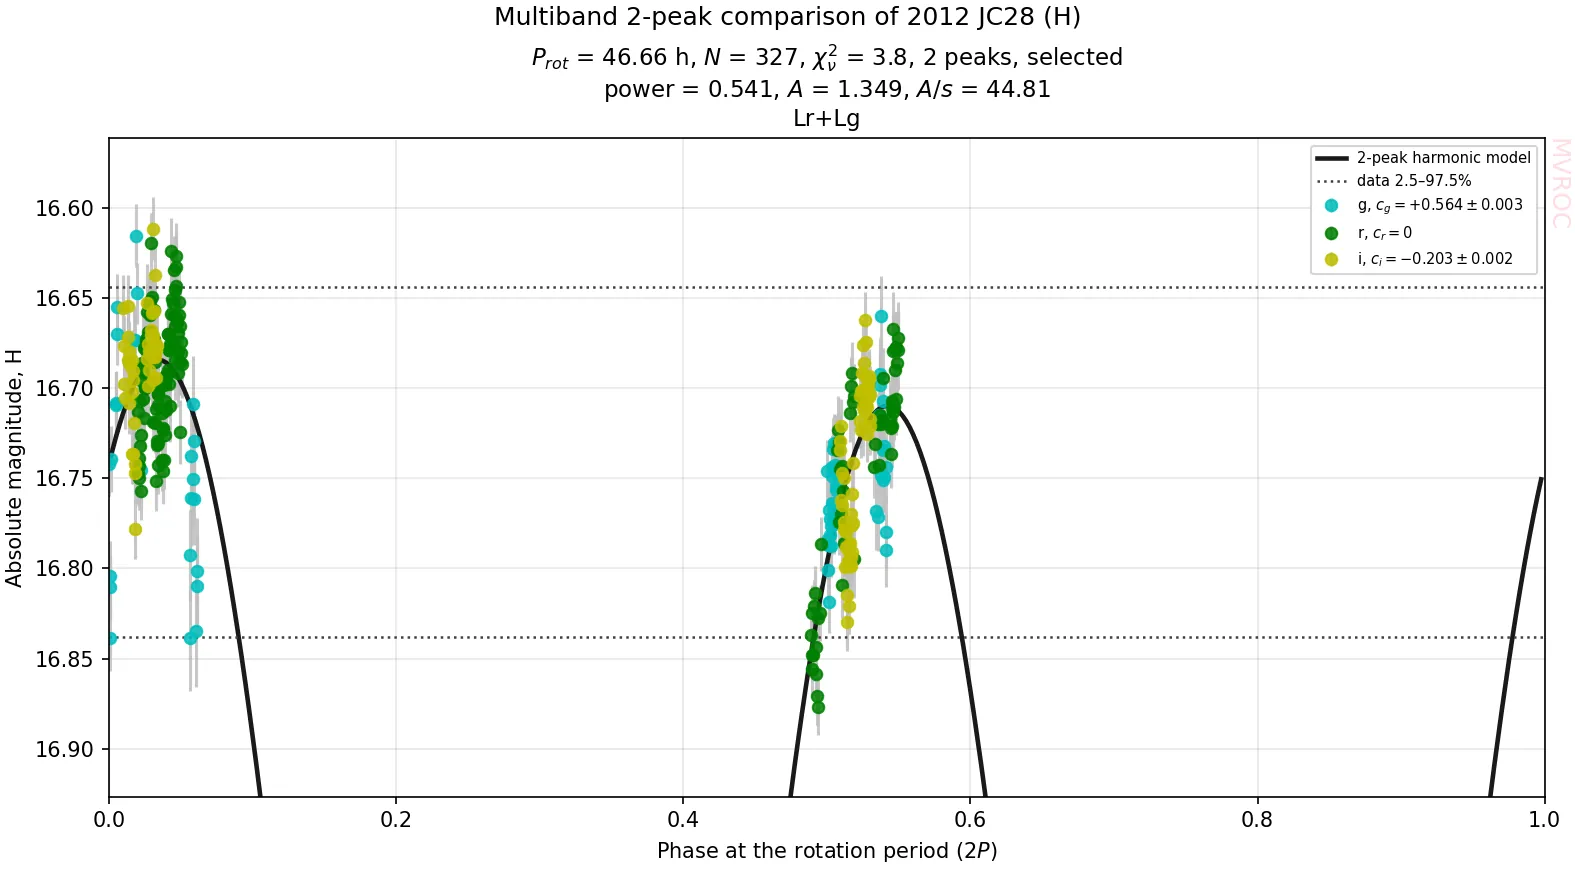 Multiband 2-peak comparison of 2012 JC28 (H)
P_rot = 46.66 h, N = 327, χ²_ν = 3.8, 2 peaks, selected
power = 0.541, A = 1.349, A/s = 44.81
Lr+Lg
MVROC
2-peak harmonic model
data 2.5–97.5%
g, c_g = +0.564 ± 0.003
r, c_r = 0
i, c_i = −0.203 ± 0.002
Absolute magnitude, H
16.60
16.65
16.70
16.75
16.80
16.85
16.90
0.0 0.2 0.4 0.6 0.8 1.0
Phase at the rotation period (2P)